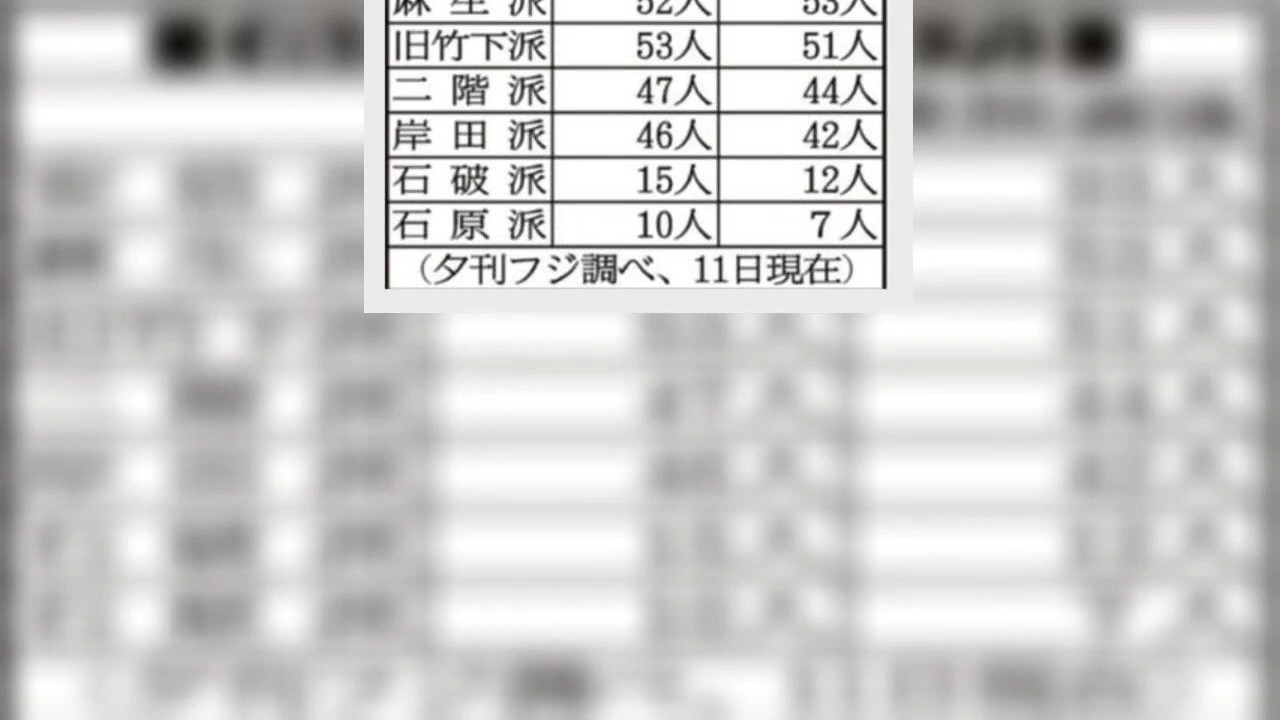 麻生派 52人 53人
旧竹下派 53人 51人
二階派 47人 44人
岸田派 46人 42人
石破派 15人 12人
石原派 10人 7人
（夕刊フジ調べ、11日現在）